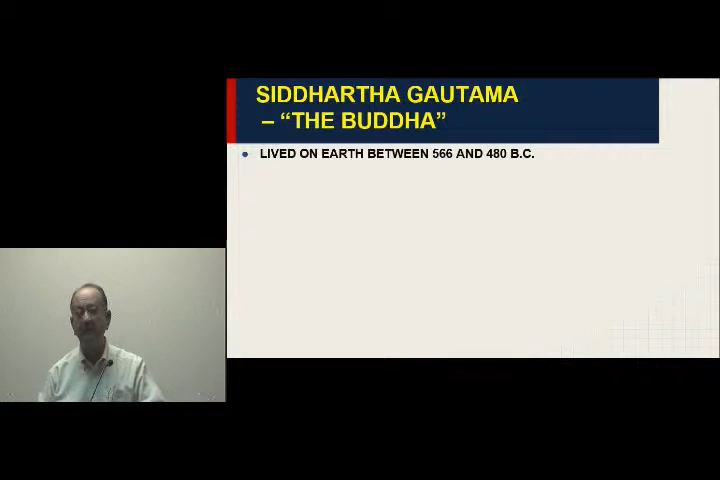 SIDDHARTHA GAUTAMA
– “THE BUDDHA”
LIVED ON EARTH BETWEEN 566 AND 480 B.C.